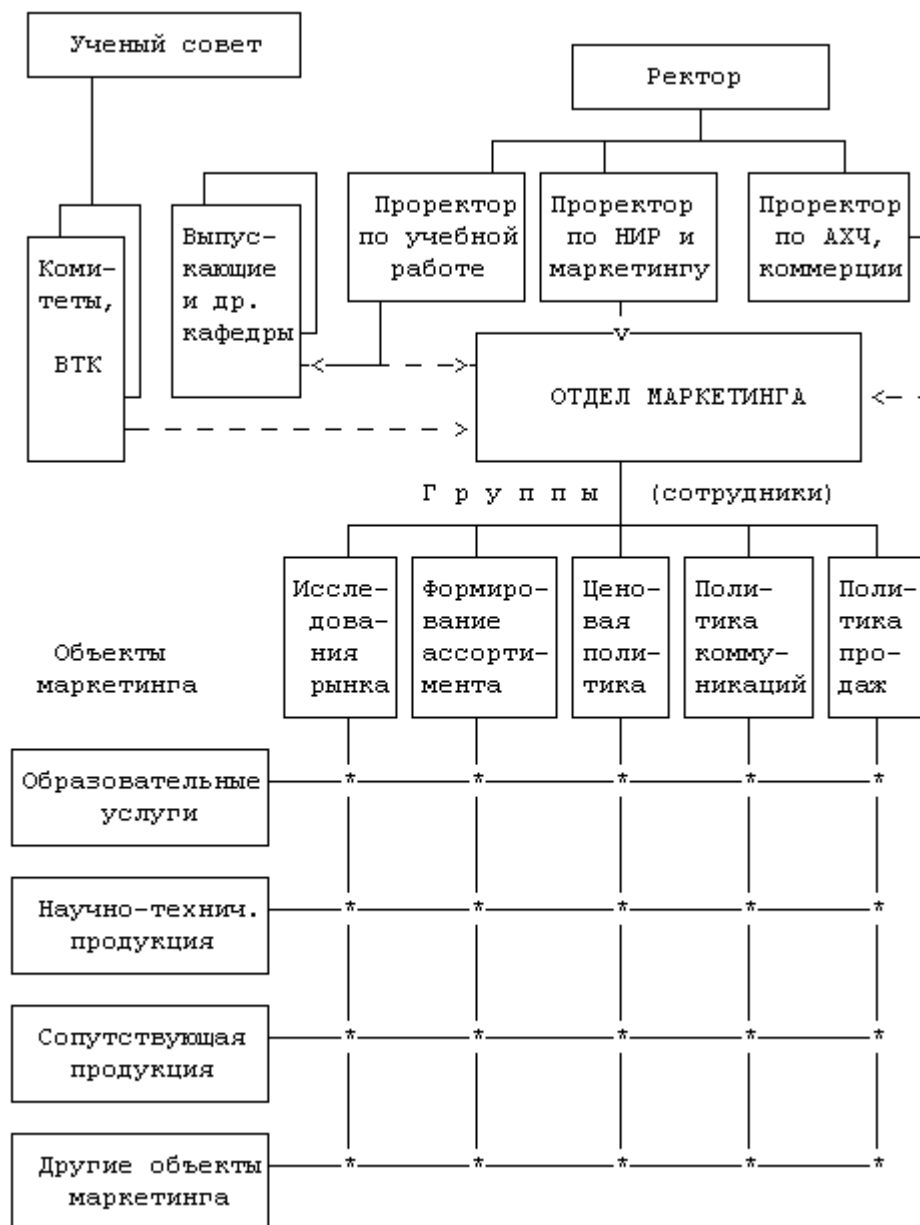 Ученый совет
Ректор
Коми-
теты,
ВТК
Выпус-
кающие
и др.
кафедры
Проректор
по учебной
работе
Проректор
по НИР и
маркетингу
Проректор
по АХЧ,
коммерции
ОТДЕЛ МАРКЕТИНГА
Г р у п п ы (сотрудники)
Иссле-
дова-
ния
рынка
Формиро-
вание
ассорти-
мента
Цено-
вая
поли-
тика
Поли-
тика
комму-
никаций
Поли-
тика
про-
даж
Объекты
маркетинга
Образовательные
услуги
Научно-технич.
продукция
Сопутствующая
продукция
Другие объекты
маркетинга